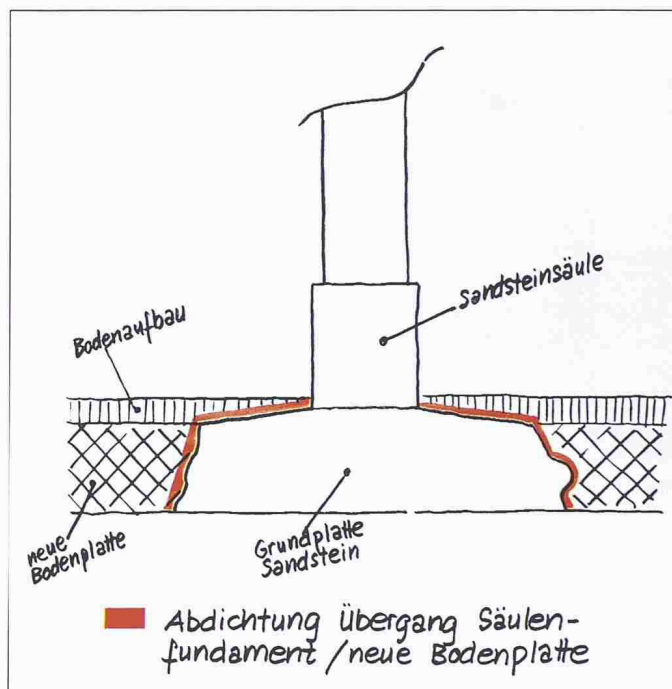 Sandsteinsäule
Bodenaufbau
neue
Bodenplatte
Grundplatte
Sandstein
Abdichtung Übergang Säulen-
fundament / neue Bodenplatte